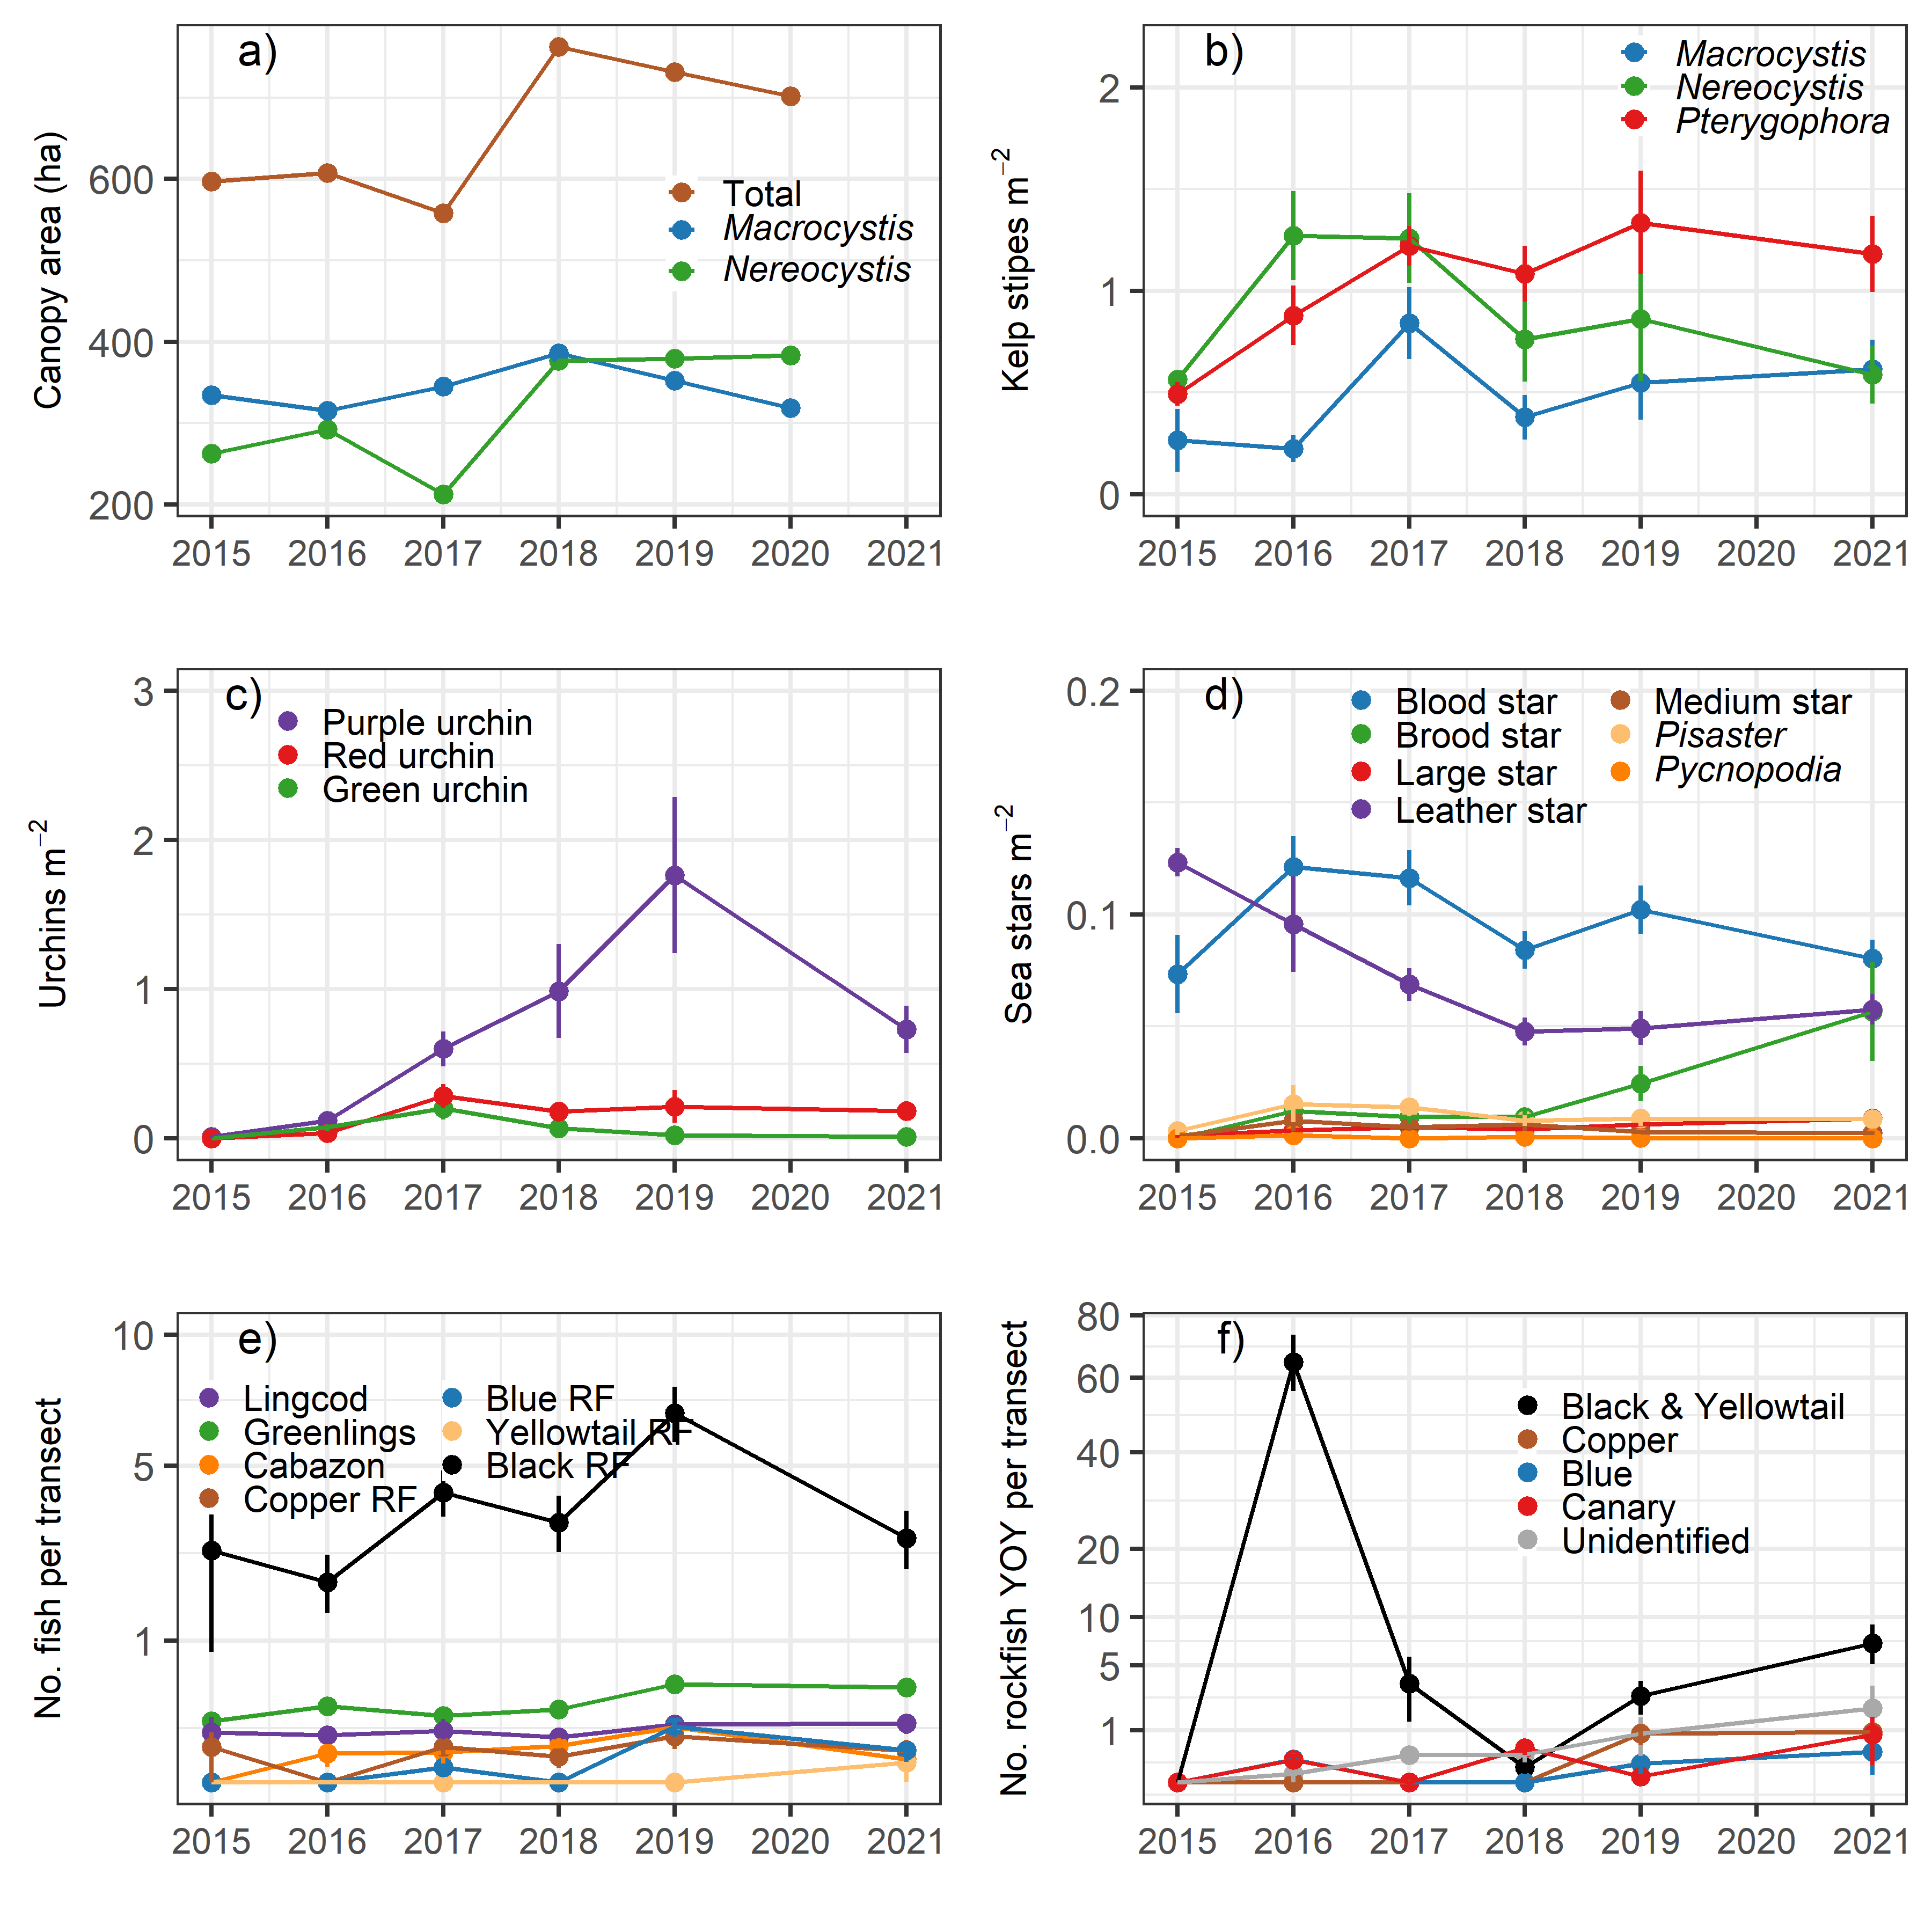 a)
Canopy area (ha)
600
400
200
Total
Macrocystis
Nereocystis
2015 2016 2017 2018 2019 2020 2021
b)
Kelp stipes m⁻²
2
1
0
Macrocystis
Nereocystis
Pterygophora
2015 2016 2017 2018 2019 2020 2021
c)
Urchins m⁻²
3
2
1
0
Purple urchin
Red urchin
Green urchin
2015 2016 2017 2018 2019 2020 2021
d)
Sea stars m⁻²
0.2
0.1
0.0
Blood star
Brood star
Large star
Leather star
Medium star
Pisaster
Pycnopodia
2015 2016 2017 2018 2019 2020 2021
e)
No. fish per transect
10
5
1
Lingcod
Greenlings
Cabazon
Copper RF
Blue RF
Yellowtail RF
Black RF
2015 2016 2017 2018 2019 2020 2021
f)
No. rockfish YOY per transect
80
60
40
20
10
5
1
Black & Yellowtail
Copper
Blue
Canary
Unidentified
2015 2016 2017 2018 2019 2020 2021